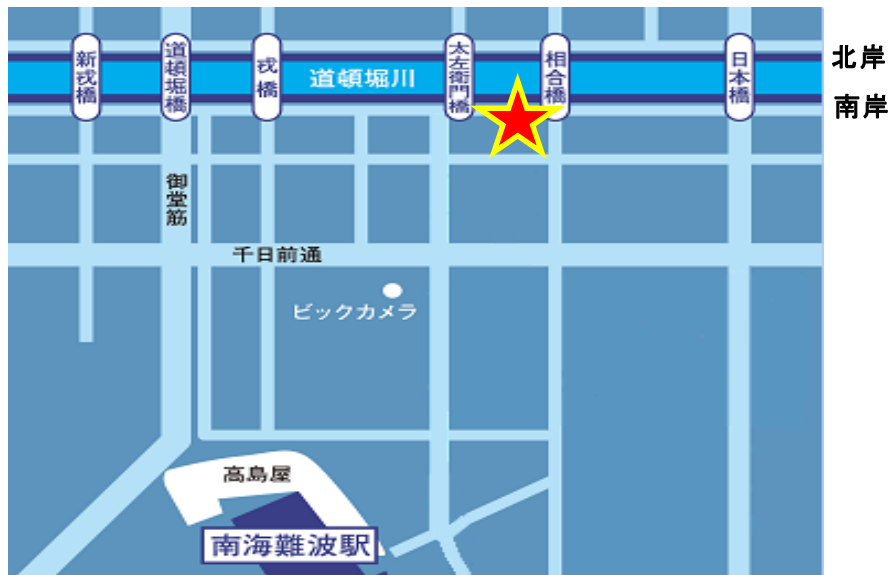 新戎橋
道頓堀橋
戎橋
道頓堀川
太左衛門橋
相合橋
日本橋
北岸
南岸
御堂筋
千日前通
ビックカメラ
高島屋
南海難波駅